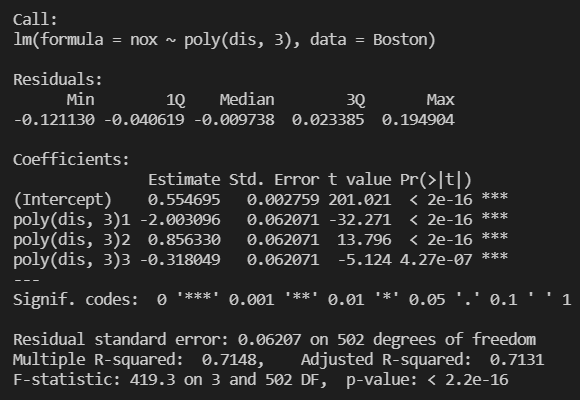 Call:
lm(formula = nox ~ poly(dis, 3), data = Boston)
Residuals:
      Min        1Q    Median        3Q       Max
-0.121130 -0.040619 -0.009738  0.023385  0.194904
Coefficients:
               Estimate Std. Error t value Pr(>|t|)
(Intercept)    0.554695   0.002759 201.021  < 2e-16 ***
poly(dis, 3)1 -2.003096   0.062071 -32.271  < 2e-16 ***
poly(dis, 3)2  0.856330   0.062071  13.796  < 2e-16 ***
poly(dis, 3)3 -0.318049   0.062071  -5.124 4.27e-07 ***
---
Signif. codes:  0 '***' 0.001 '**' 0.01 '*' 0.05 '.' 0.1 ' ' 1
Residual standard error: 0.06207 on 502 degrees of freedom
Multiple R-squared:  0.7148,    Adjusted R-squared:  0.7131
F-statistic: 419.3 on 3 and 502 DF,  p-value: < 2.2e-16